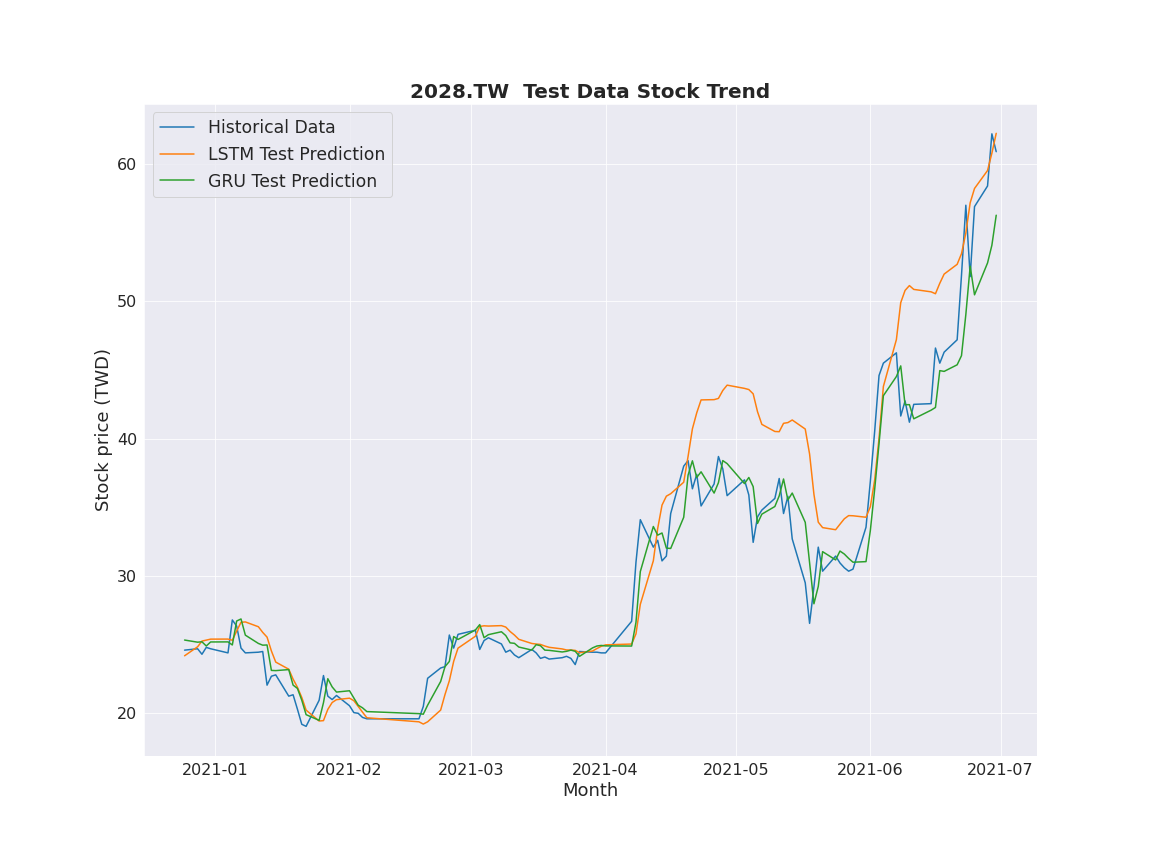 2028.TW  Test Data Stock Trend
Historical Data
LSTM Test Prediction
GRU Test Prediction
Stock price (TWD)
60
50
40
30
20
2021-01
2021-02
2021-03
2021-04
2021-05
2021-06
2021-07
Month